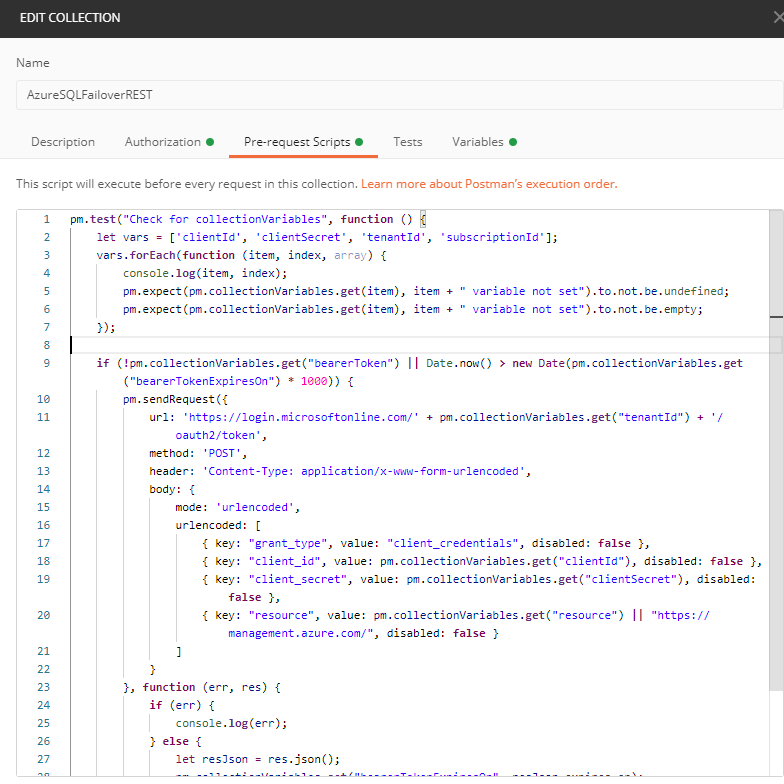 EDIT COLLECTION
Name
AzureSQLFailoverREST
Description Authorization Pre-request Scripts Tests Variables
This script will execute before every request in this collection. Learn more about Postman's execution order.
1 pm.test("Check for collectionVariables", function () {
2 let vars = ['clientId', 'clientSecret', 'tenantId', 'subscriptionId'];
3 vars.forEach(function (item, index, array) {
4 console.log(item, index);
5 pm.expect(pm.collectionVariables.get(item), item + " variable not set").to.not.be.undefined;
6 pm.expect(pm.collectionVariables.get(item), item + " variable not set").to.not.be.empty;
7 });
8
9 if (!pm.collectionVariables.get("bearerToken") || Date.now() > new Date(pm.collectionVariables.get
("bearerTokenExpiresOn") * 1000)) {
10 pm.sendRequest({
11 url: 'https://login.microsoftonline.com/' + pm.collectionVariables.get("tenantId") + '/
oauth2/token',
12 method: 'POST',
13 header: 'Content-Type: application/x-www-form-urlencoded',
14 body: {
15 mode: 'urlencoded',
16 urlencoded: [
17 { key: "grant_type", value: "client_credentials", disabled: false },
18 { key: "client_id", value: pm.collectionVariables.get("clientId"), disabled: false },
19 { key: "client_secret", value: pm.collectionVariables.get("clientSecret"), disabled:
false },
20 { key: "resource", value: pm.collectionVariables.get("resource") || "https://
management.azure.com/", disabled: false }
21 ]
22 }
23 }, function (err, res) {
24 if (err) {
25 console.log(err);
26 } else {
27 let resJson = res.json();